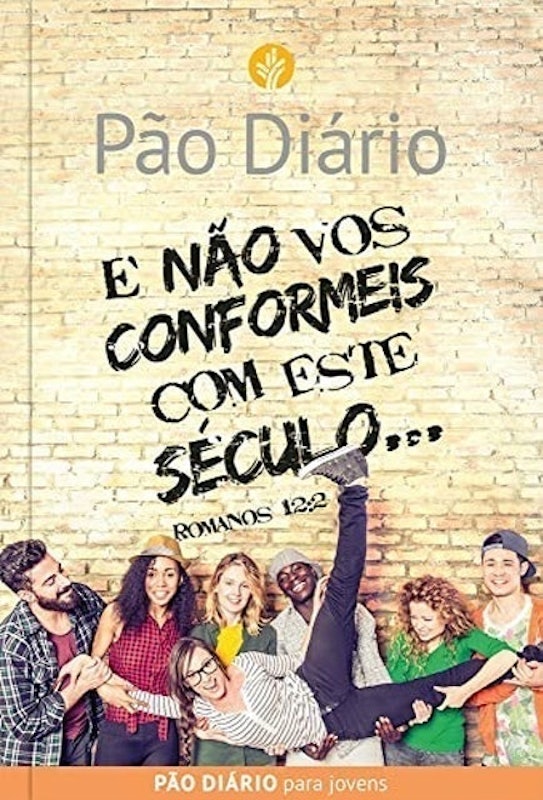 Pão Diário
E NÃO VOS
CONFORMEIS
COM ESTE
SÉCULO...
ROMANOS 12:2
PÃO DIÁRIO para jovens